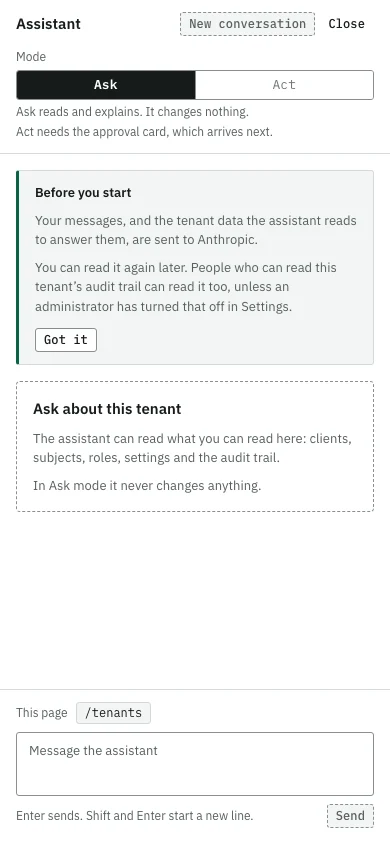 Assistant
New conversation
Close
Mode
Ask
Act
Ask reads and explains. It changes nothing.
Act needs the approval card, which arrives next.
Before you start
Your messages, and the tenant data the assistant reads
to answer them, are sent to Anthropic.
You can read it again later. People who can read this
tenant’s audit trail can read it too, unless an
administrator has turned that off in Settings.
Got it
Ask about this tenant
The assistant can read what you can read here: clients,
subjects, roles, settings and the audit trail.
In Ask mode it never changes anything.
This page
/tenants
Message the assistant
Enter sends. Shift and Enter start a new line.
Send